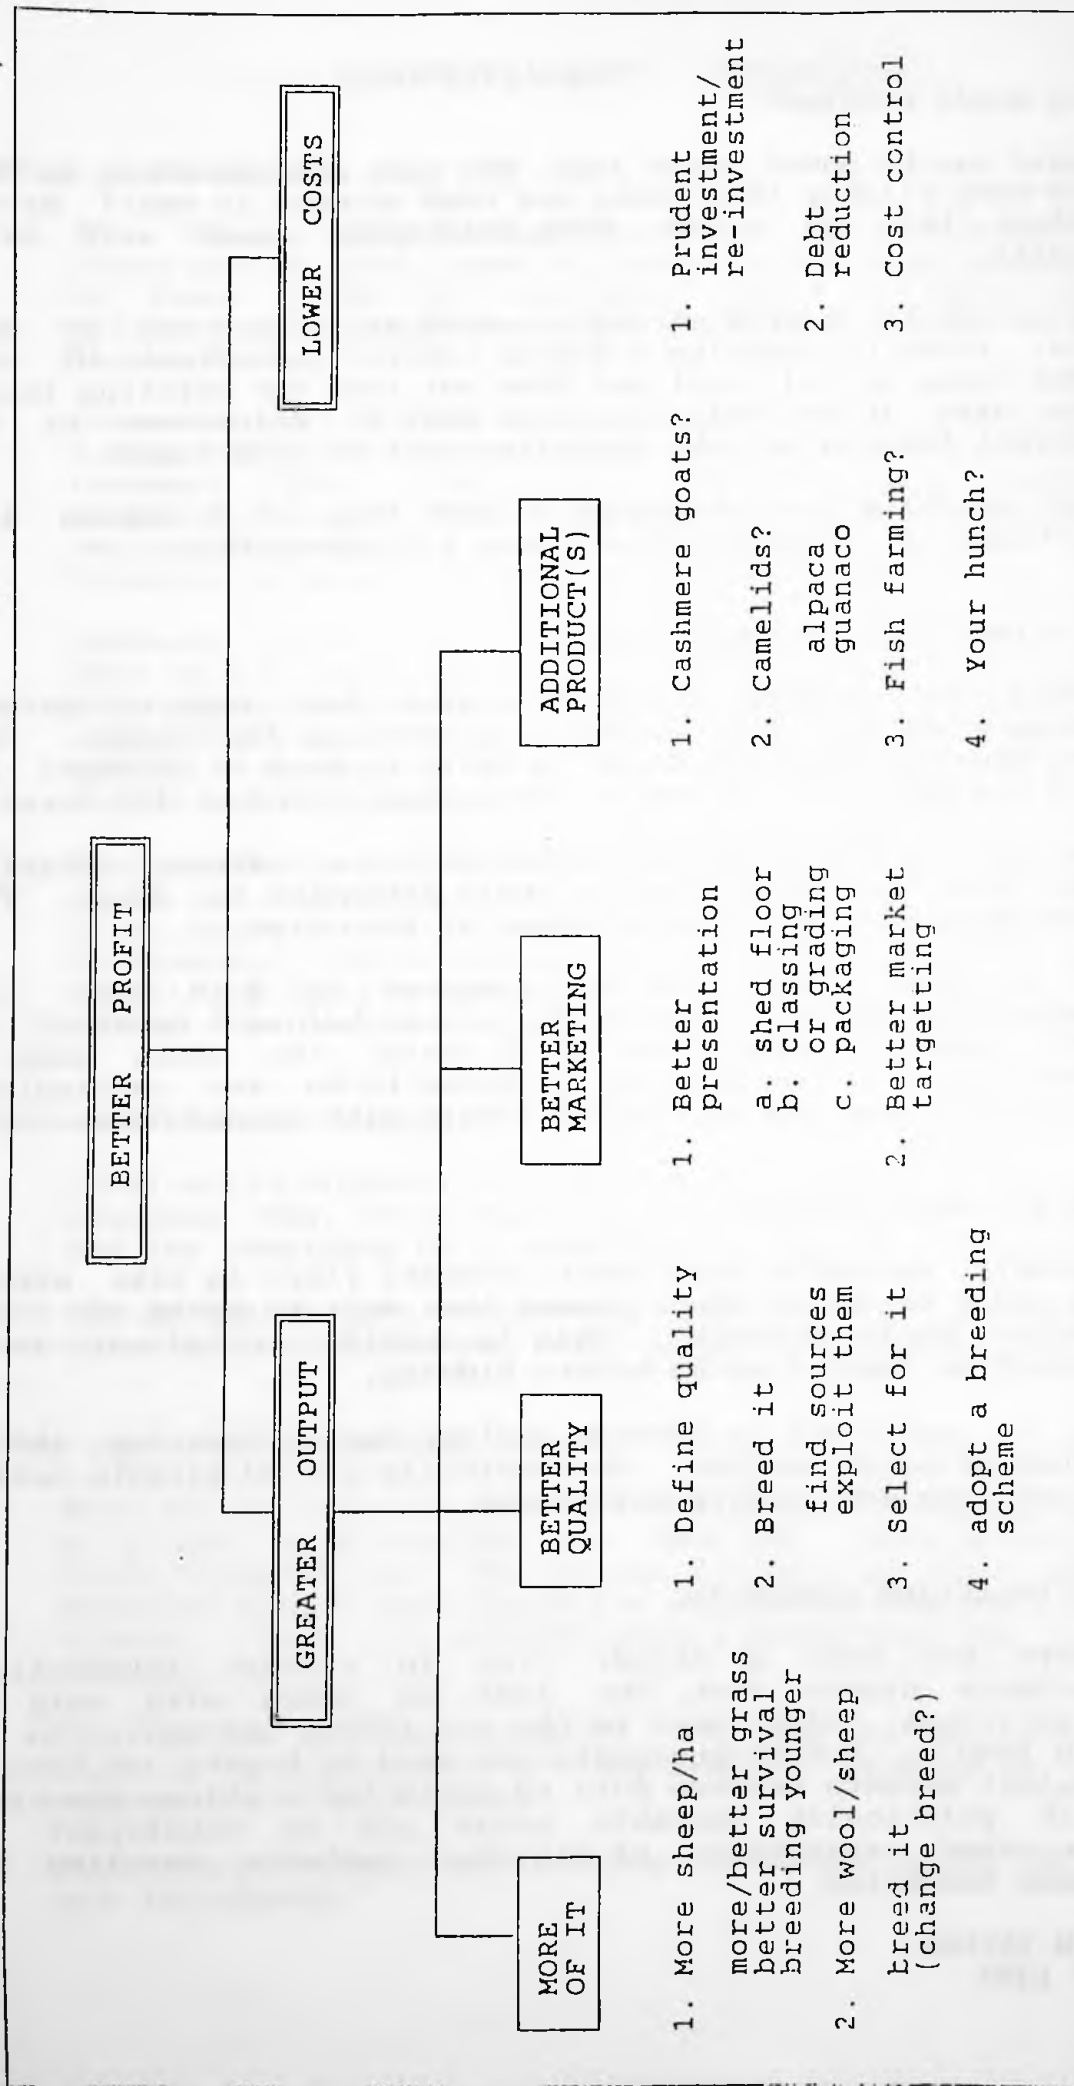 BETTER PROFIT
GREATER OUTPUT
LOWER COSTS
MORE
OF IT
1. More sheep/ha
more/better grass
better survival
breeding younger
2. More wool/sheep
breed it
(change breed?)
BETTER
QUALITY
1. Define quality
2. Breed it
find sources
exploit them
3. Select for it
4. adopt a breeding
scheme
BETTER
MARKETING
1. Better
presentation
a. shed floor
b. classing
or grading
c. packaging
2. Better market
targetting
ADDITIONAL
PRODUCT(S)
1. Cashmere goats?
2. Camelids?
alpaca
guanaco
3. Fish farming?
4. Your hunch?
1. Prudent
investment/
re-investment
2. Debt
reduction
3. Cost control